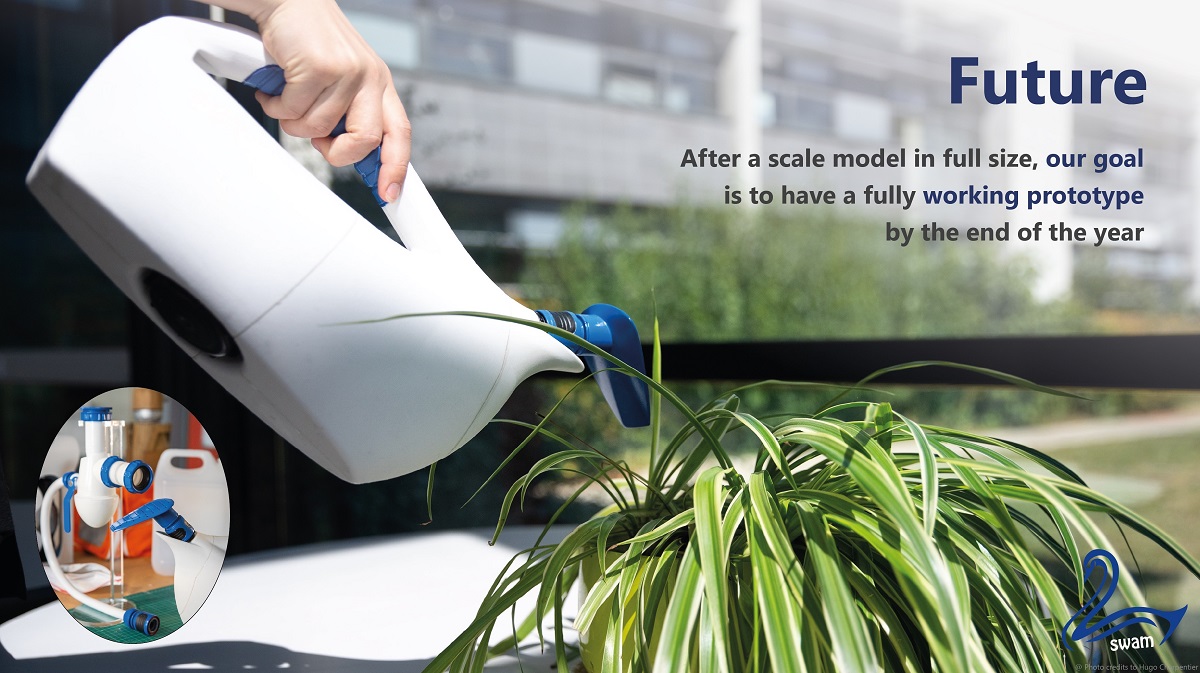 Future
After a scale model in full size, our goal
is to have a fully working prototype
by the end of the year
swam
@ Photo credits to Hugo Charpentier